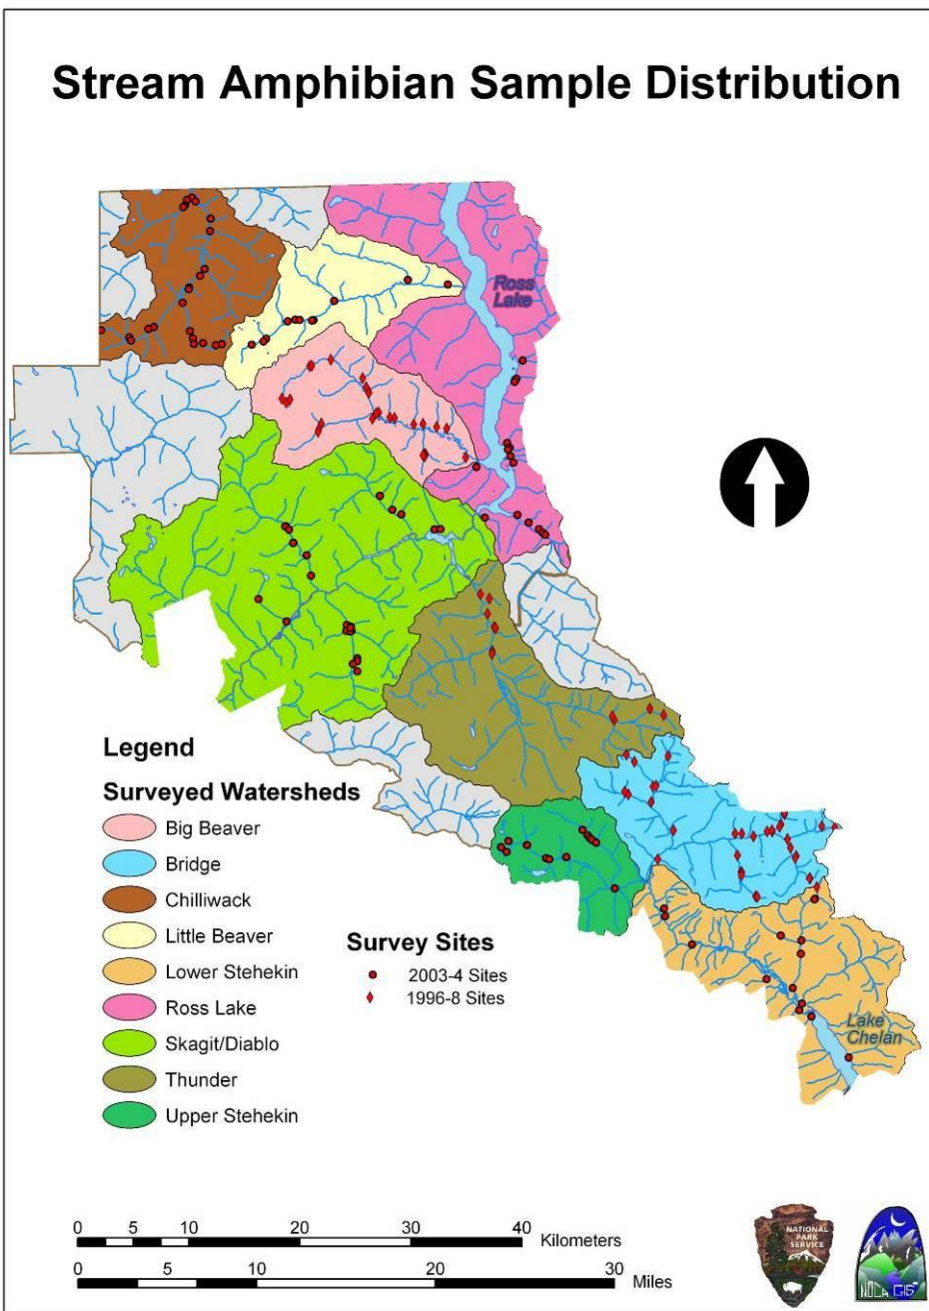 Stream Amphibian Sample Distribution
Ross
Lake
Legend
Surveyed Watersheds
Big Beaver
Bridge
Chilliwack
Little Beaver
Lower Stehekin
Ross Lake
Skagit/Diablo
Thunder
Upper Stehekin
Survey Sites
2003-4 Sites
1996-8 Sites
Lake
Chelan
0 5 10 20 30 40
Kilometers
0 5 10 20 30
Miles
NATIONAL
PARK
SERVICE
NOCA GIS